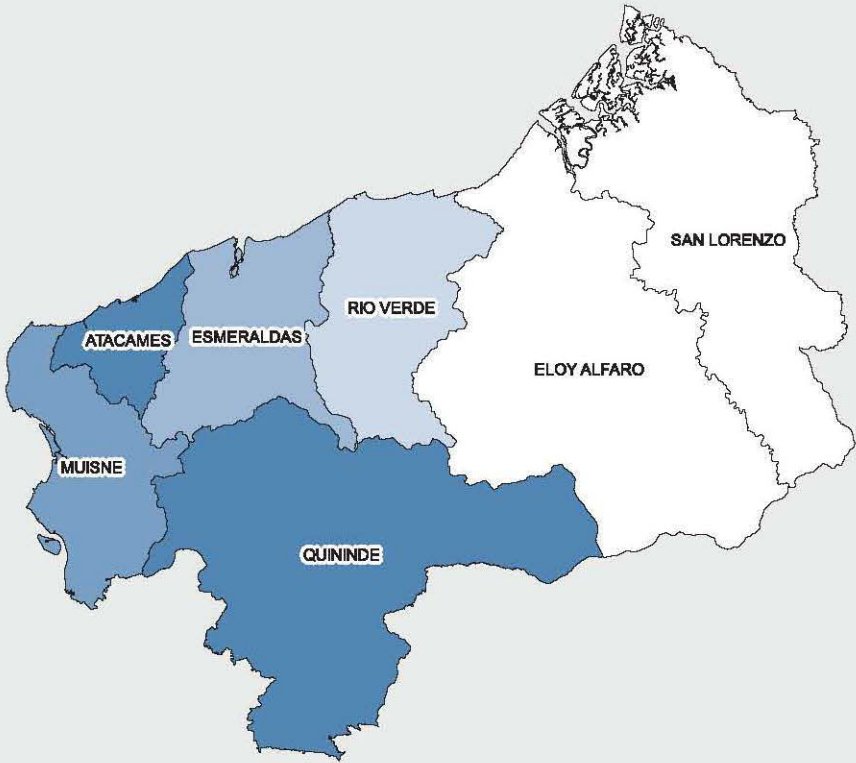 SAN LORENZO
RIO VERDE
ATACAMES
ESMERALDAS
ELOY ALFARO
MUISNE
QUININDE